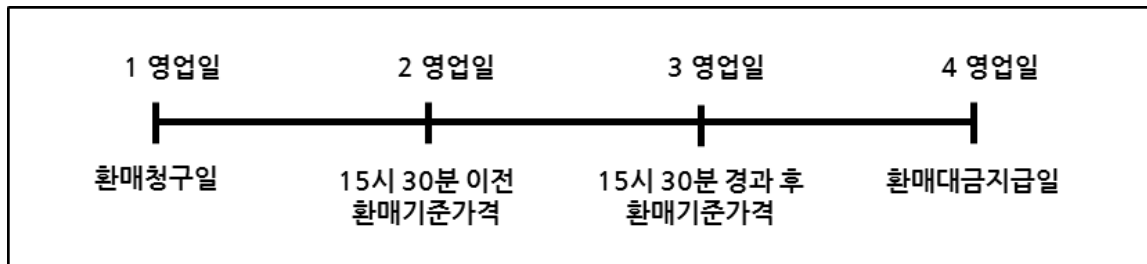 1 영업일
2 영업일
3 영업일
4 영업일
환매청구일
15시 30분 이전
환매기준가격
15시 30분 경과 후
환매기준가격
환매대금지급일